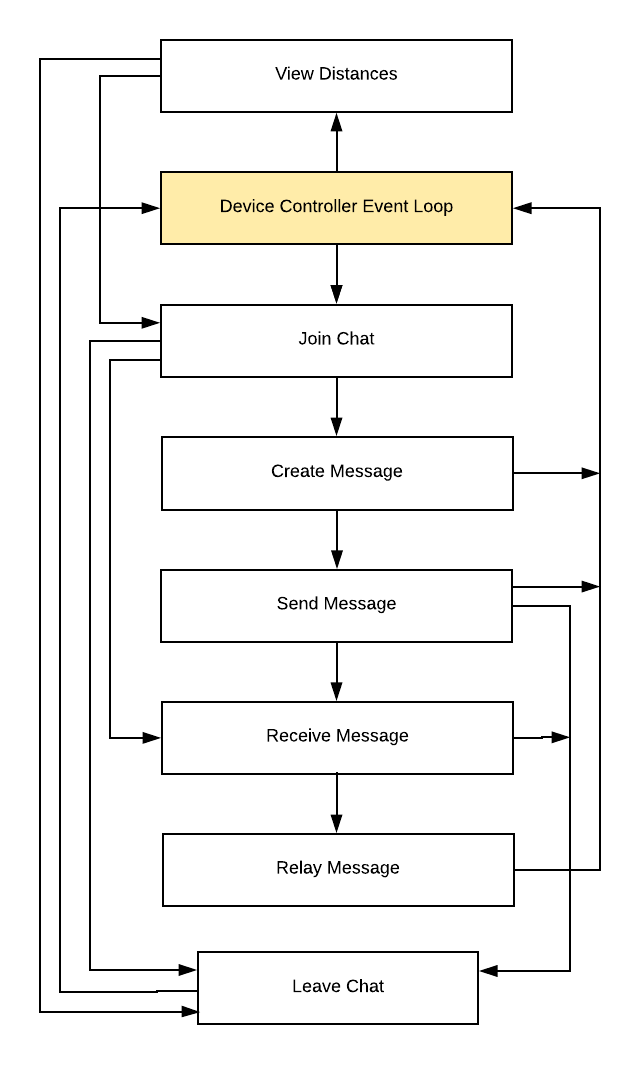 View Distances
Device Controller Event Loop
Join Chat
Create Message
Send Message
Receive Message
Relay Message
Leave Chat